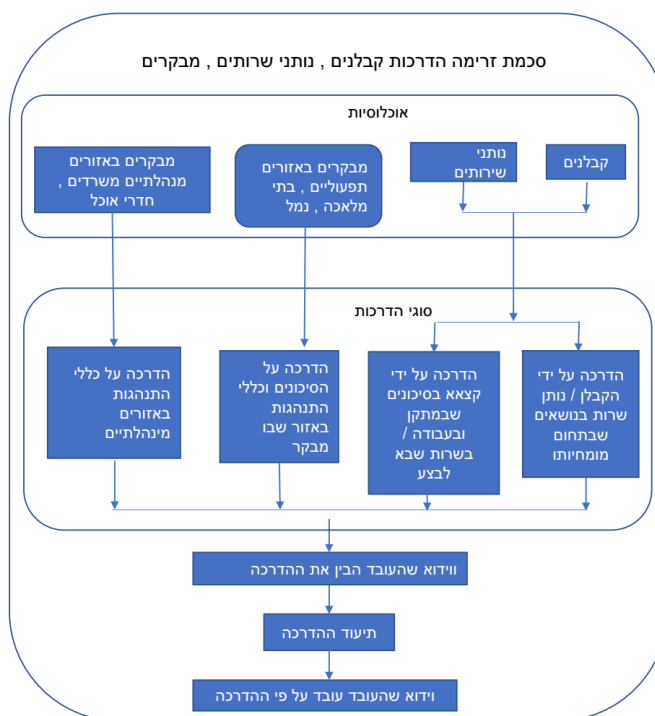 סכמת זרימה הדרכות קבלנים , נותני שרותים , מבקרים
אוכלוסיות
קבלנים
נותני
שירותים
מבקרים באזורים
תפעוליים , בתי
מלאכה , נמל
מבקרים באזורים
מנהלתיים משרדים ,
חדרי אוכל
סוגי הדרכות
הדרכה על ידי
הקבלן / נותן
שרות בנושאים
שבתחום
מומחיותו
הדרכה על ידי
קצאא בסיכונים
שבמתקן
ובעבודה /
בשרות שבא
לבצע
הדרכה על
הסיכונים וכללי
התנהגות
באזור שבו
מבקר
הדרכה על כללי
התנהגות
באזורים
מינהלתיים
ווידוא שהעובד הבין את ההדרכה
תיעוד ההדרכה
וידוא שהעובד עובד על פי ההדרכה